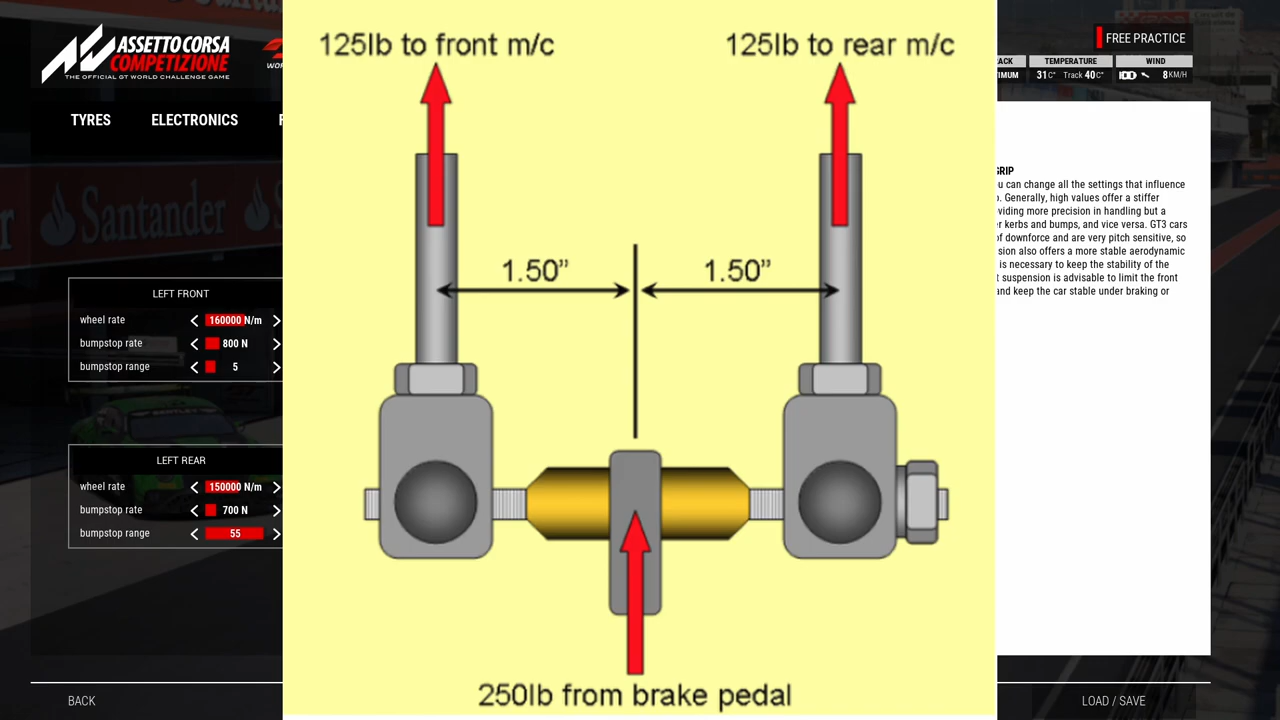 125lb to front m/c
125lb to rear m/c
1.50”
1.50”
250lb from brake pedal
ASSETTO CORSA
COMPETIZIONE
THE OFFICIAL GT WORLD CHALLENGE GAME
FREE PRACTICE
TEMPERATURE
WIND
31C° Track 40C°
8KM/H
TYRES
ELECTRONICS
Santander
LEFT FRONT
wheel rate
160000 N/m
bumpstop rate
800 N
bumpstop range
5
LEFT REAR
wheel rate
150000 N/m
bumpstop rate
700 N
bumpstop range
55
GRIP
ou can change all the settings that influence
p. Generally, high values offer a stiffer
viding more precision in handling but a
er kerbs and bumps, and vice versa. GT3 cars
of downforce and are very pitch sensitive, so
sion also offers a more stable aerodynamic
is necessary to keep the stability of the
t suspension is advisable to limit the front
and keep the car stable under braking or
BACK
LOAD / SAVE